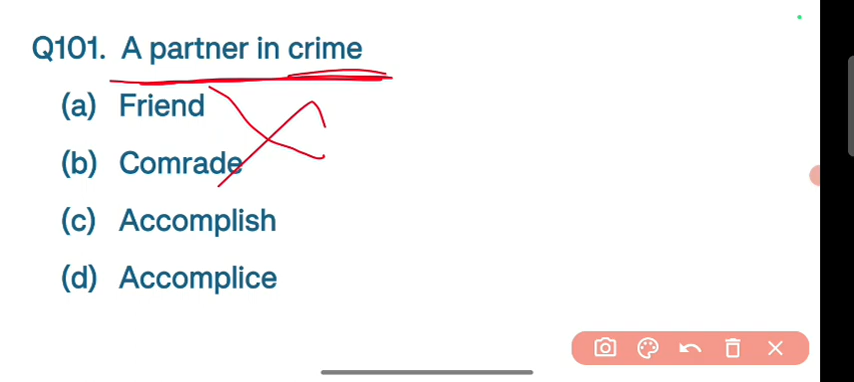 Q101. A partner in crime
(a) Friend
(b) Comrade
(c) Accomplish
(d) Accomplice